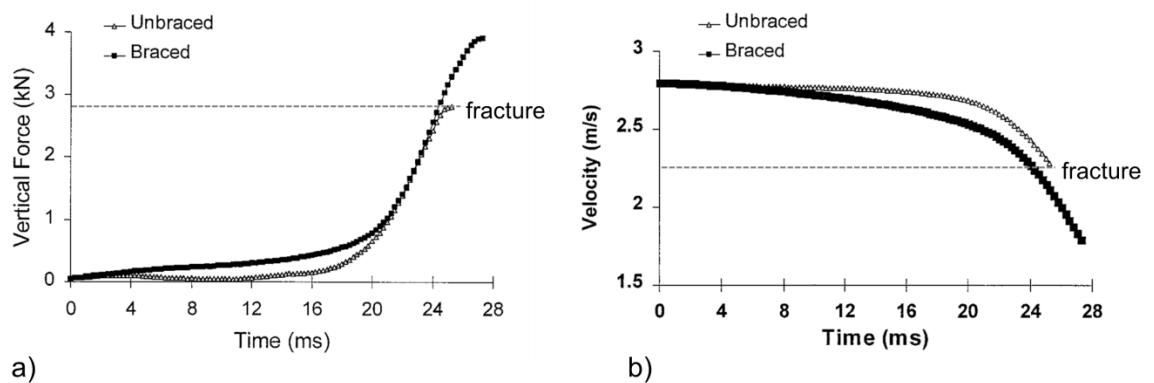 Unbraced
Braced
4
3
2
1
0
Vertical Force (kN)
fracture
0 4 8 12 16 20 24 28
Time (ms)
a)
Unbraced
Braced
3
2.5
2
1.5
Velocity (m/s)
fracture
0 4 8 12 16 20 24 28
Time (ms)
b)